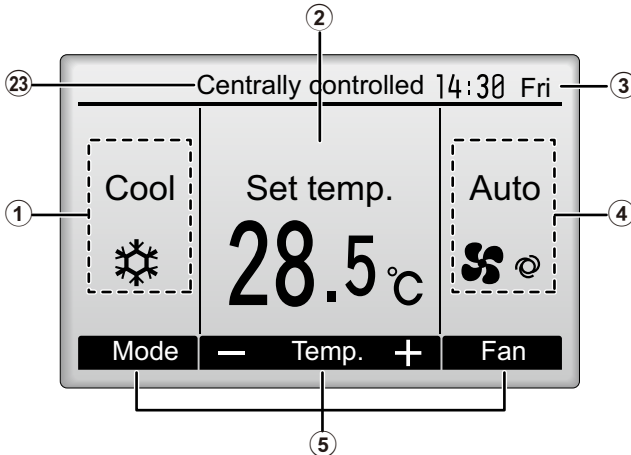 ②
㉓ Centrally controlled 14:30 Fri ③
Cool Set temp. Auto
① ④
28.5°C
Mode − Temp. + Fan
⑤